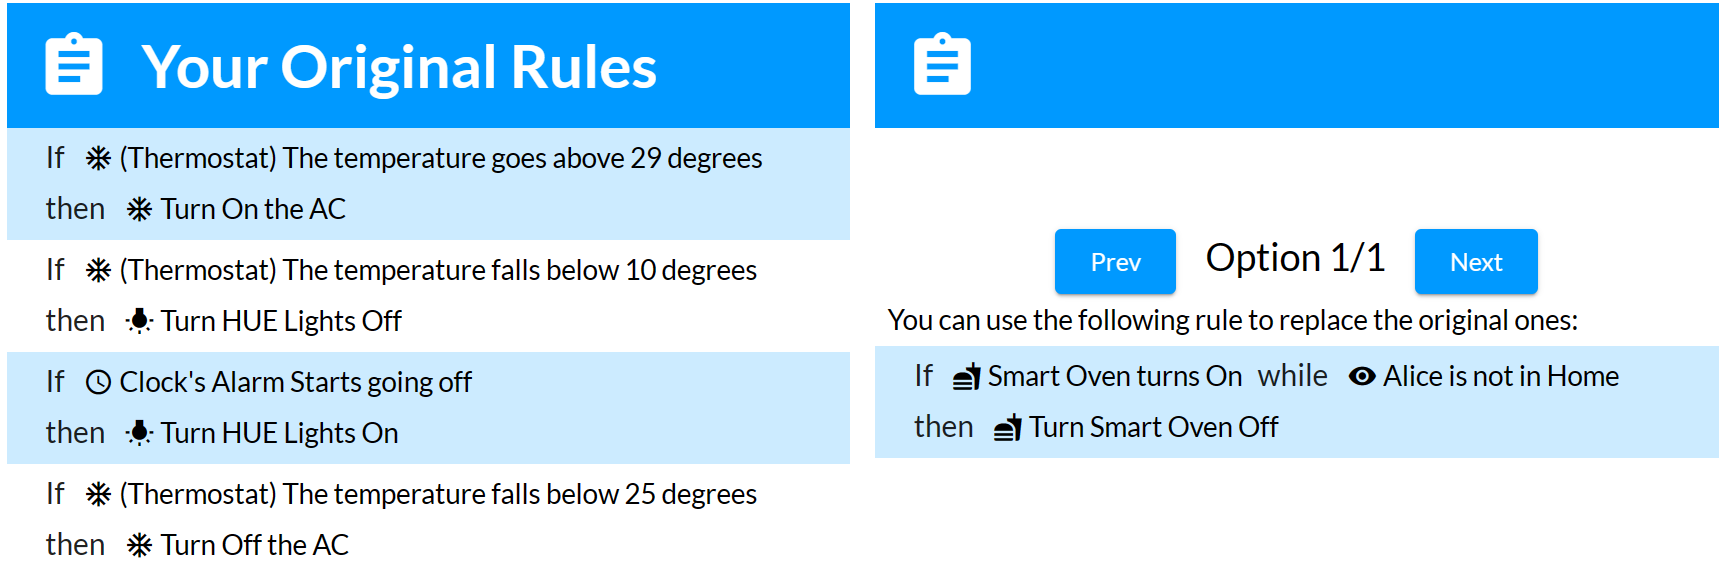 Your Original Rules
If (Thermostat) The temperature goes above 29 degrees
then Turn On the AC
If (Thermostat) The temperature falls below 10 degrees
then Turn HUE Lights Off
If Clock's Alarm Starts going off
then Turn HUE Lights On
If (Thermostat) The temperature falls below 25 degrees
then Turn Off the AC
Prev Option 1/1 Next
You can use the following rule to replace the original ones:
If Smart Oven turns On while Alice is not in Home
then Turn Smart Oven Off